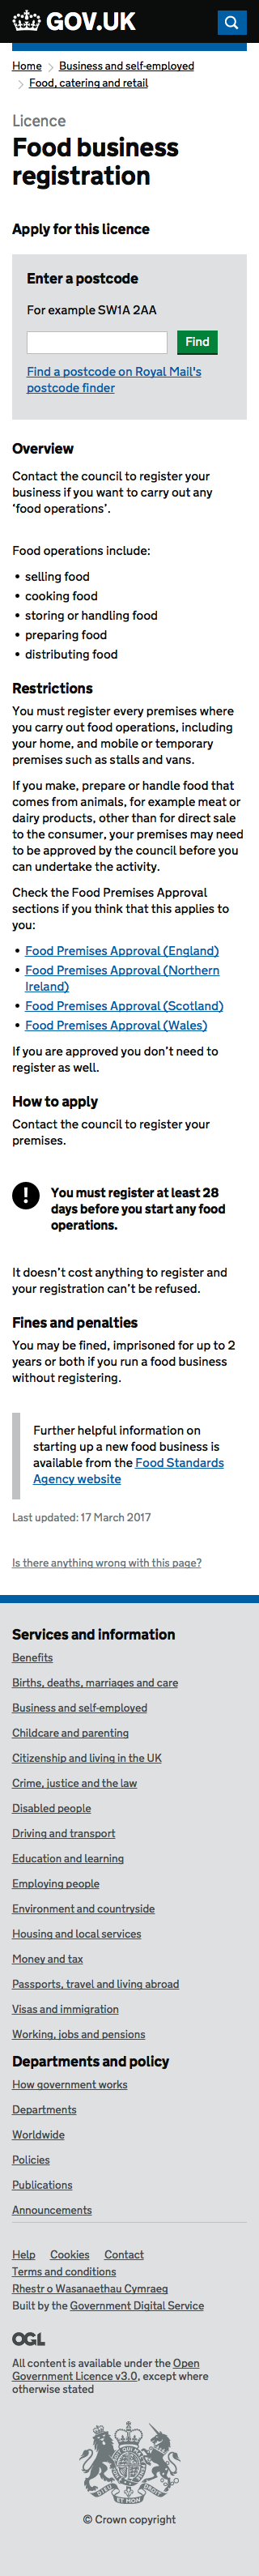 GOV.UK
Home > Business and self-employed
> Food, catering and retail
Licence
Food business
registration
Apply for this licence
Enter a postcode
For example SW1A 2AA
Find
Find a postcode on Royal Mail's
postcode finder
Overview
Contact the council to register your
business if you want to carry out any
‘food operations’.
Food operations include:
• selling food
• cooking food
• storing or handling food
• preparing food
• distributing food
Restrictions
You must register every premises where
you carry out food operations, including
your home, and mobile or temporary
premises such as stalls and vans.
If you make, prepare or handle food that
comes from animals, for example meat or
dairy products, other than for direct sale
to the consumer, your premises may need
to be approved by the council before you
can undertake the activity.
Check the Food Premises Approval
sections if you think that this applies to
you:
• Food Premises Approval (England)
• Food Premises Approval (Northern
Ireland)
• Food Premises Approval (Scotland)
• Food Premises Approval (Wales)
If you are approved you don’t need to
register as well.
How to apply
Contact the council to register your
premises.
! You must register at least 28
days before you start any food
operations.
It doesn’t cost anything to register and
your registration can’t be refused.
Fines and penalties
You may be fined, imprisoned for up to 2
years or both if you run a food business
without registering.
Further helpful information on
starting up a new food business is
available from the Food Standards
Agency website
Last updated: 17 March 2017
Is there anything wrong with this page?
Services and information
Benefits
Births, deaths, marriages and care
Business and self-employed
Childcare and parenting
Citizenship and living in the UK
Crime, justice and the law
Disabled people
Driving and transport
Education and learning
Employing people
Environment and countryside
Housing and local services
Money and tax
Passports, travel and living abroad
Visas and immigration
Working, jobs and pensions
Departments and policy
How government works
Departments
Worldwide
Policies
Publications
Announcements
Help Cookies Contact
Terms and conditions
Rhestr o Wasanaethau Cymraeg
Built by the Government Digital Service
OGL
All content is available under the Open
Government Licence v3.0, except where
otherwise stated
© Crown copyright